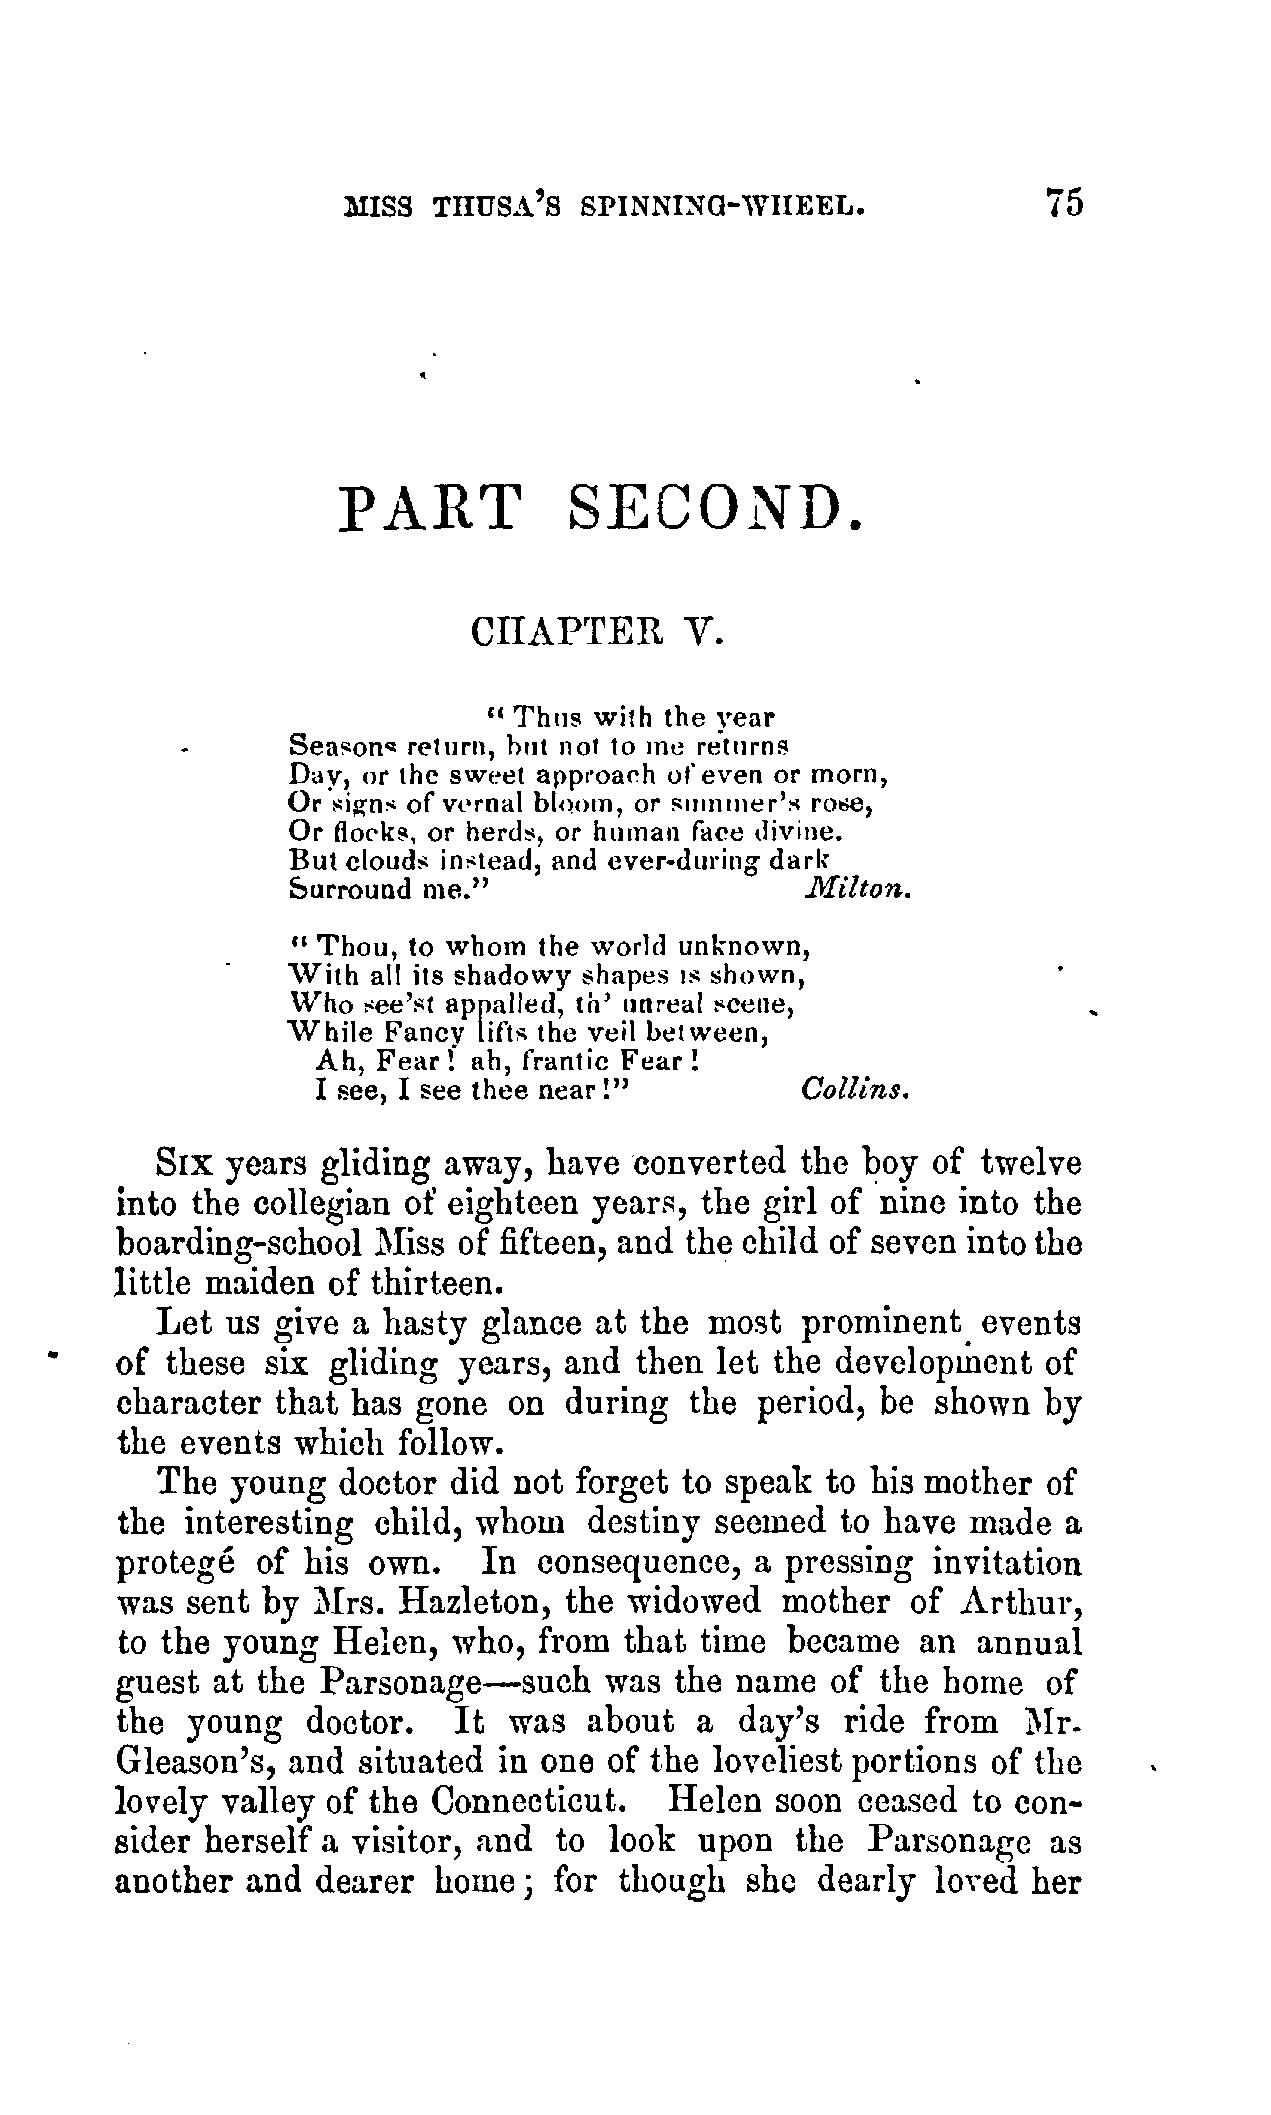 MISS THUSA'S SPINNING-WHEEL. 75
PART SECOND.
CHAPTER V.
" Thus with the year
Seasons return, but not to me returns
Day, or the sweet approach of even or morn,
Or signs of vernal bloom, or summer's rose,
Or flocks, or herds, or human face divine.
But clouds instead, and ever-during dark
Surround me." Milton.
" Thou, to whom the world unknown,
With all its shadowy shapes is shown,
Who see'st appalled, th' unreal scene,
While Fancy lifts the veil between,
Ah, Fear! ah, frantic Fear!
I see, I see thee near!" Collins.
Six years gliding away, have converted the boy of twelve
into the collegian of eighteen years, the girl of nine into the
boarding-school Miss of fifteen, and the child of seven into the
little maiden of thirteen.
Let us give a hasty glance at the most prominent events
of these six gliding years, and then let the development of
character that has gone on during the period, be shown by
the events which follow.
The young doctor did not forget to speak to his mother of
the interesting child, whom destiny seemed to have made a
protegé of his own. In consequence, a pressing invitation
was sent by Mrs. Hazleton, the widowed mother of Arthur,
to the young Helen, who, from that time became an annual
guest at the Parsonage—such was the name of the home of
the young doctor. It was about a day's ride from Mr.
Gleason's, and situated in one of the loveliest portions of the
lovely valley of the Connecticut. Helen soon ceased to con-
sider herself a visitor, and to look upon the Parsonage as
another and dearer home; for though she dearly loved her